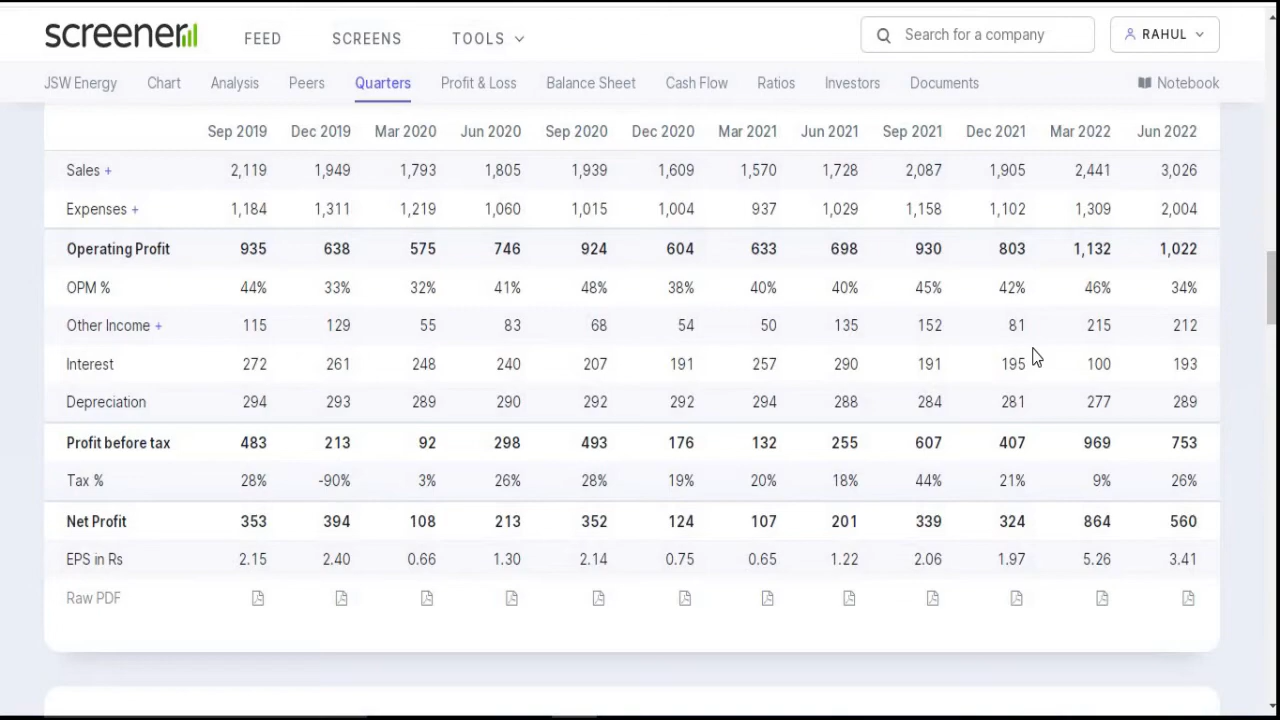 screener FEED SCREENS TOOLS Search for a company RAHUL
JSW Energy Chart Analysis Peers Quarters Profit & Loss Balance Sheet Cash Flow Ratios Investors Documents Notebook
Sep 2019 Dec 2019 Mar 2020 Jun 2020 Sep 2020 Dec 2020 Mar 2021 Jun 2021 Sep 2021 Dec 2021 Mar 2022 Jun 2022
Sales + 2,119 1,949 1,793 1,805 1,939 1,609 1,570 1,728 2,087 1,905 2,441 3,026
Expenses + 1,184 1,311 1,219 1,060 1,015 1,004 937 1,029 1,158 1,102 1,309 2,004
Operating Profit 935 638 575 746 924 604 633 698 930 803 1,132 1,022
OPM % 44% 33% 32% 41% 48% 38% 40% 40% 45% 42% 46% 34%
Other Income + 115 129 55 83 68 54 50 135 152 81 215 212
Interest 272 261 248 240 207 191 257 290 191 195 100 193
Depreciation 294 293 289 290 292 292 294 288 284 281 277 289
Profit before tax 483 213 92 298 493 176 132 255 607 407 969 753
Tax % 28% -90% 3% 26% 28% 19% 20% 18% 44% 21% 9% 26%
Net Profit 353 394 108 213 352 124 107 201 339 324 864 560
EPS in Rs 2.15 2.40 0.66 1.30 2.14 0.75 0.65 1.22 2.06 1.97 5.26 3.41
Raw PDF